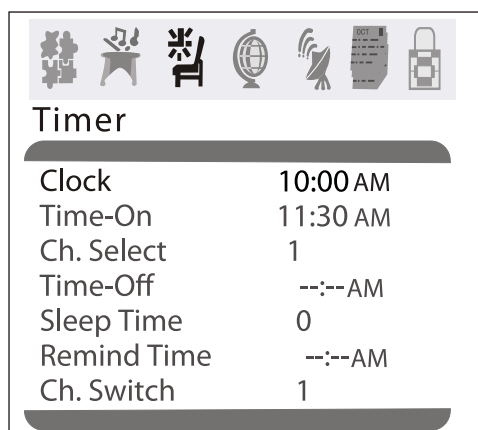 OCT
Timer
Clock 10:00 AM
Time-On 11:30 AM
Ch. Select 1
Time-Off --:-- AM
Sleep Time 0
Remind Time --:-- AM
Ch. Switch 1